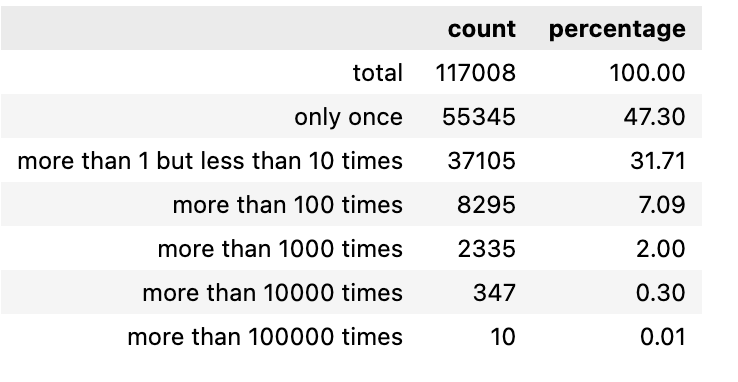 count percentage
total 117008 100.00
only once 55345 47.30
more than 1 but less than 10 times 37105 31.71
more than 100 times 8295 7.09
more than 1000 times 2335 2.00
more than 10000 times 347 0.30
more than 100000 times 10 0.01